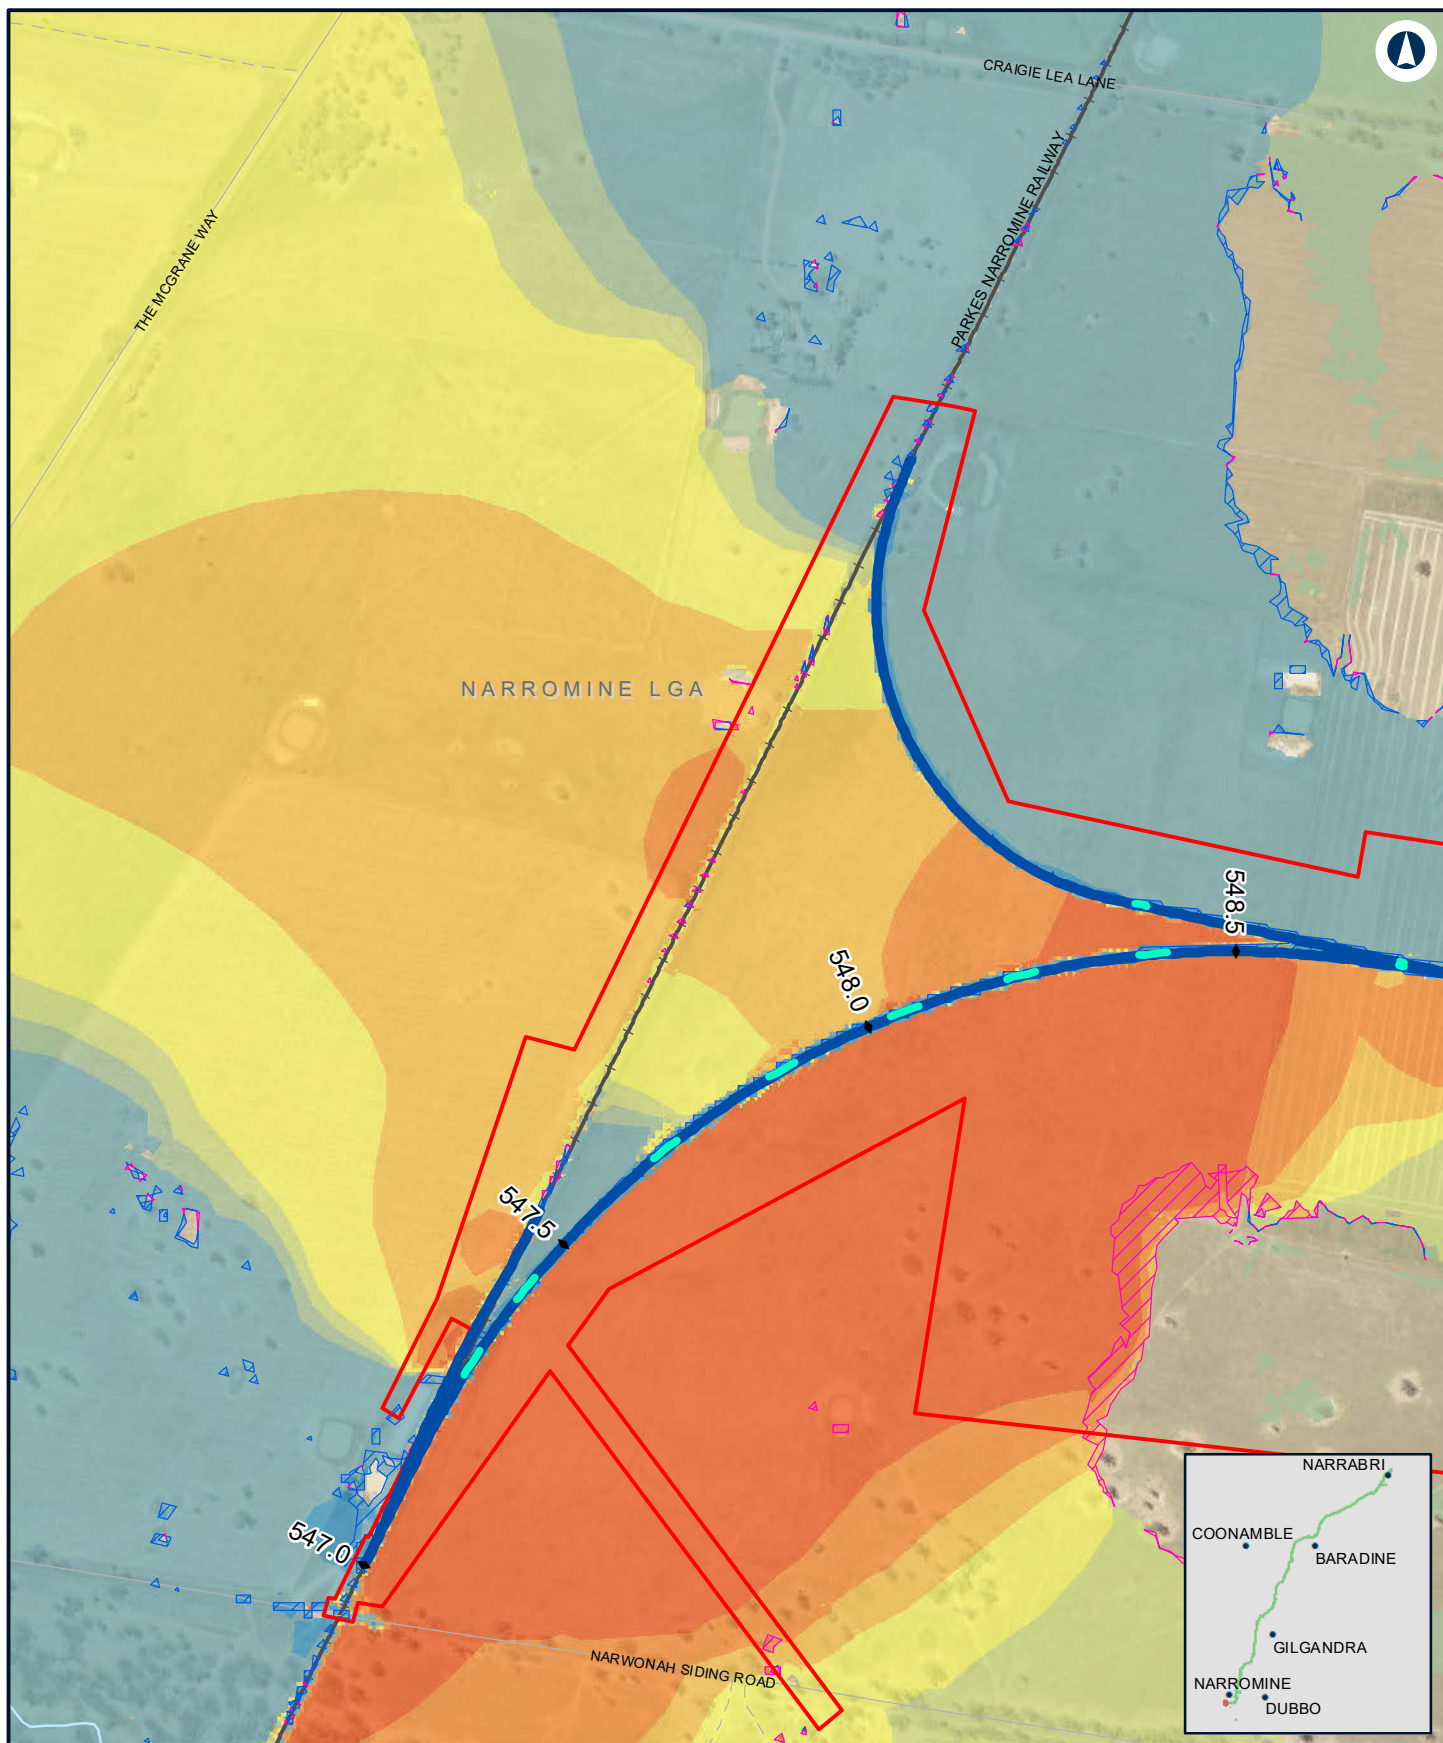 CRAIGIE LEA LANE
PARKES NARROMINE RAILWAY
THE MCGRANE WAY
NARROMINE LGA
548.5
548.0
547.5
547.0
NARWONAH SIDING ROAD
NARRABRI
COONAMBLE
BARADINE
GILGANDRA
NARROMINE
DUBBO